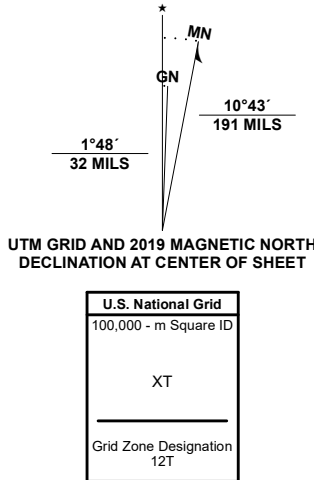 ★
MN
GN
10°43´
191 MILS
1°48´
32 MILS
UTM GRID AND 2019 MAGNETIC NORTH
DECLINATION AT CENTER OF SHEET
U.S. National Grid
100,000 - m Square ID
XT
Grid Zone Designation
12T